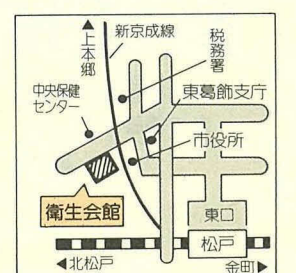 ▲上本郷
新京成線
税務署
中央保健
センター
東葛飾支庁
市役所
衛生会館
東口
松戸
◀北松戸
金町▶